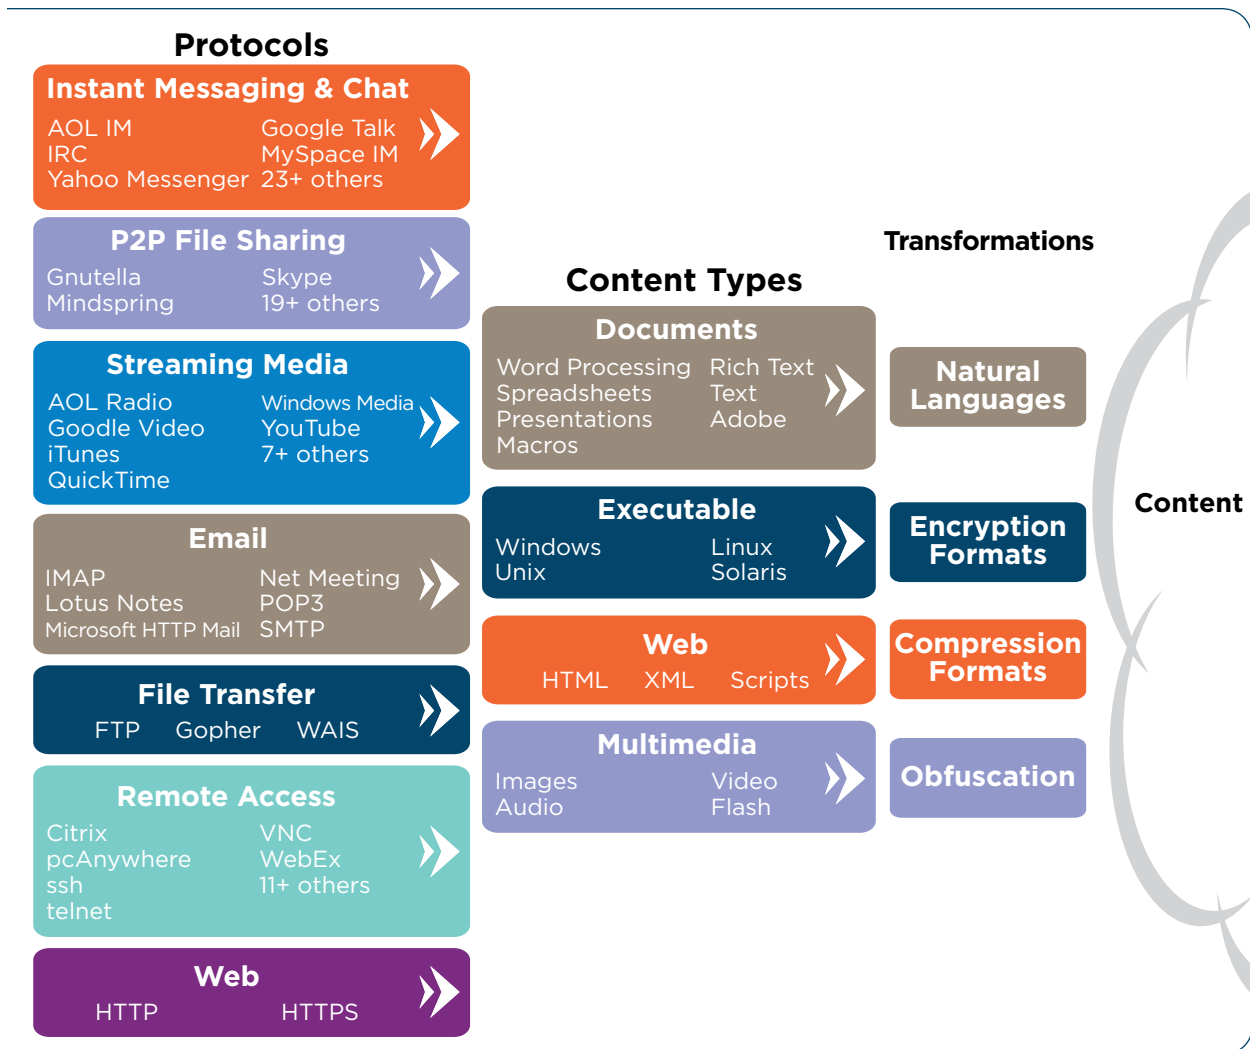 Protocols
Instant Messaging & Chat
AOL IM
IRC
Yahoo Messenger
Google Talk
MySpace IM
23+ others
P2P File Sharing
Gnutella
Mindspring
Skype
19+ others
Streaming Media
AOL Radio
Goodle Video
iTunes
QuickTime
Windows Media
YouTube
7+ others
Email
IMAP
Lotus Notes
Microsoft HTTP Mail
Net Meeting
POP3
SMTP
File Transfer
FTP Gopher WAIS
Remote Access
Citrix
pcAnywhere
ssh
telnet
VNC
WebEx
11+ others
Web
HTTP HTTPS
Content Types
Documents
Word Processing
Spreadsheets
Presentations
Macros
Rich Text
Text
Adobe
Executable
Windows
Unix
Linux
Solaris
Web
HTML XML Scripts
Multimedia
Images
Audio
Video
Flash
Transformations
Natural
Languages
Encryption
Formats
Compression
Formats
Obfuscation
Content